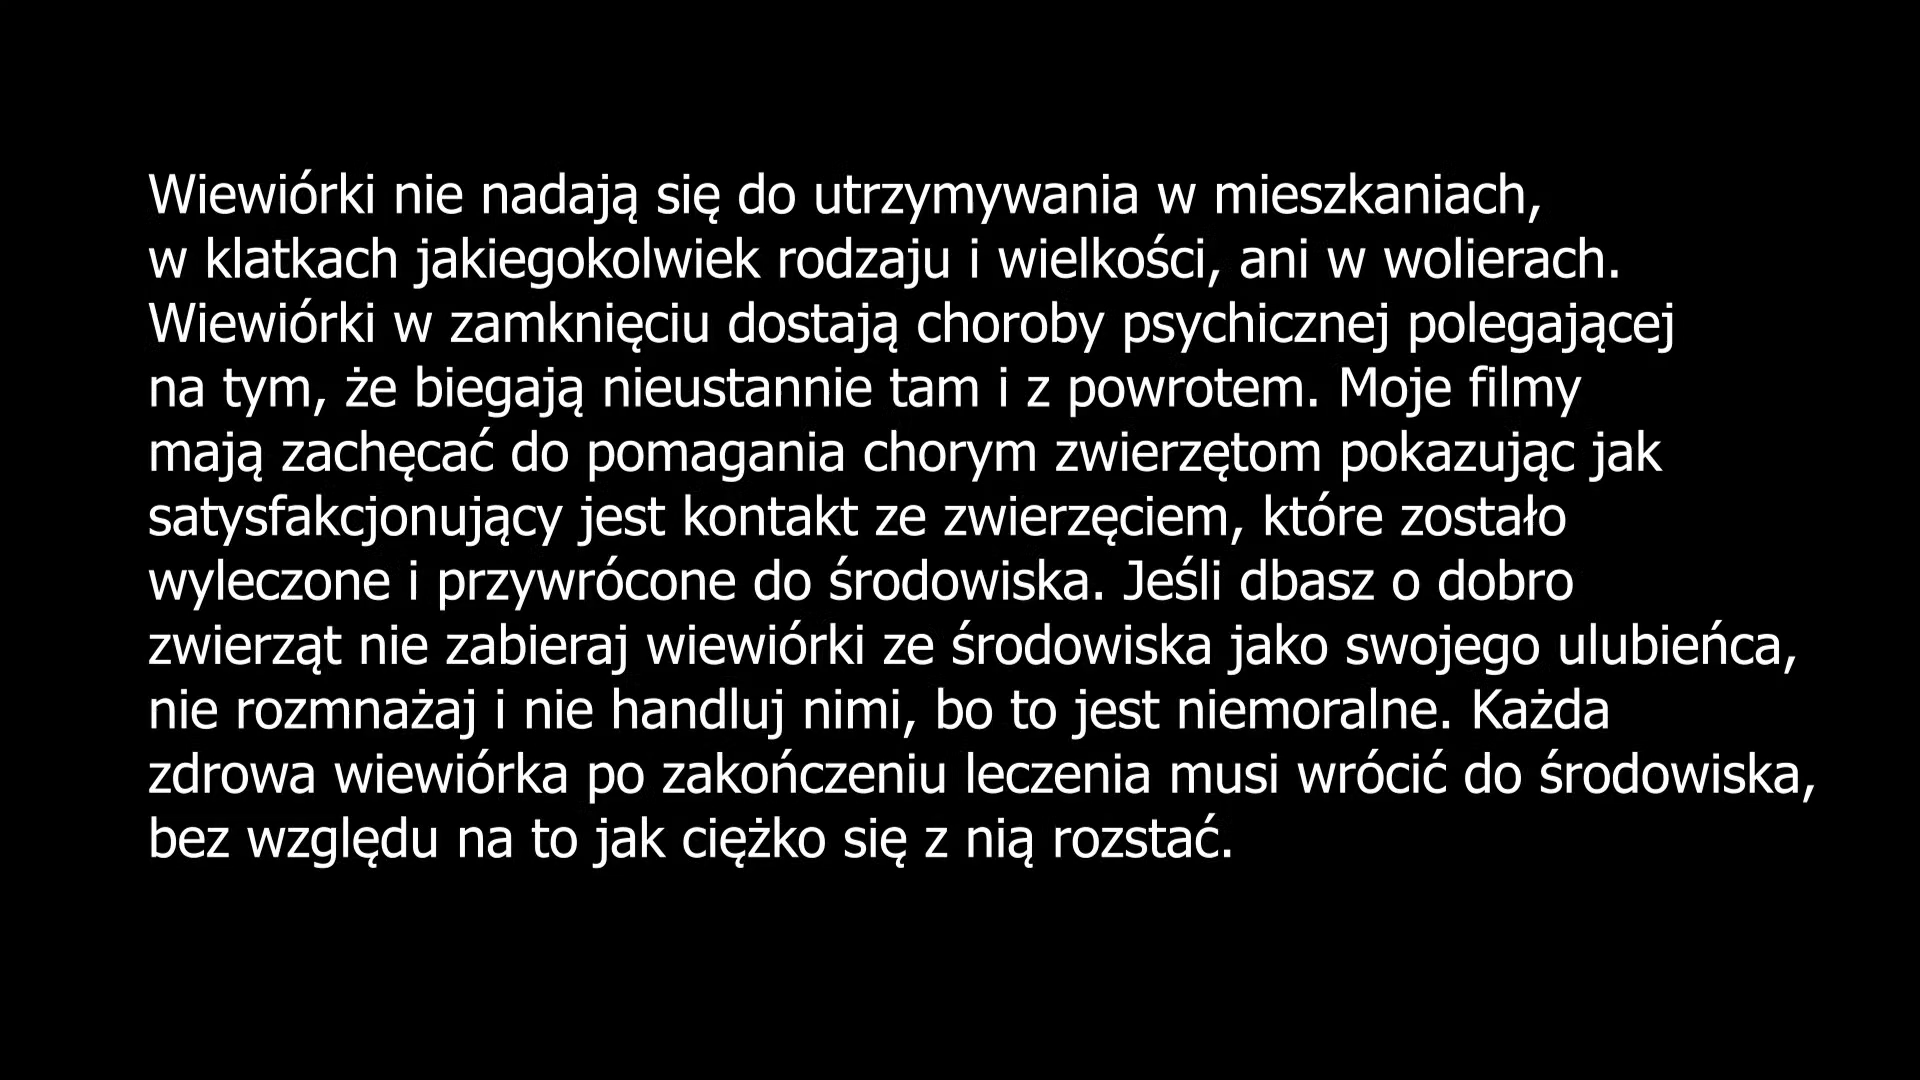 Wiewiórki nie nadają się do utrzymywania w mieszkaniach,
w klatkach jakiegokolwiek rodzaju i wielkości, ani w wolierach.
Wiewiórki w zamknięciu dostają choroby psychicznej polegającej
na tym, że biegają nieustannie tam i z powrotem. Moje filmy
mają zachęcać do pomagania chorym zwierzętom pokazując jak
satysfakcjonujący jest kontakt ze zwierzęciem, które zostało
wyleczone i przywrócone do środowiska. Jeśli dbasz o dobro
zwierząt nie zabieraj wiewiórki ze środowiska jako swojego ulubieńca,
nie rozmnażaj i nie handluj nimi, bo to jest niemoralne. Każda
zdrowa wiewiórka po zakończeniu leczenia musi wrócić do środowiska,
bez względu na to jak ciężko się z nią rozstać.